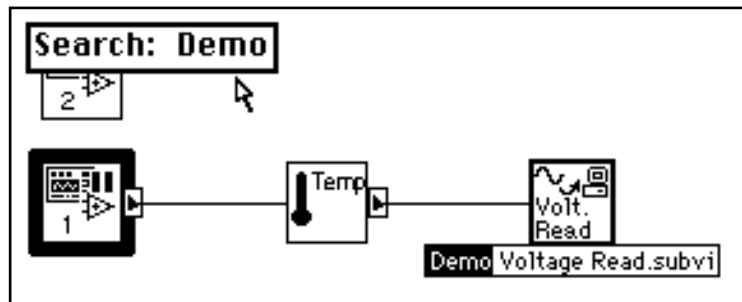 Search: Demo
2
1
Temp
Volt.
Read
Demo Voltage Read.subvi